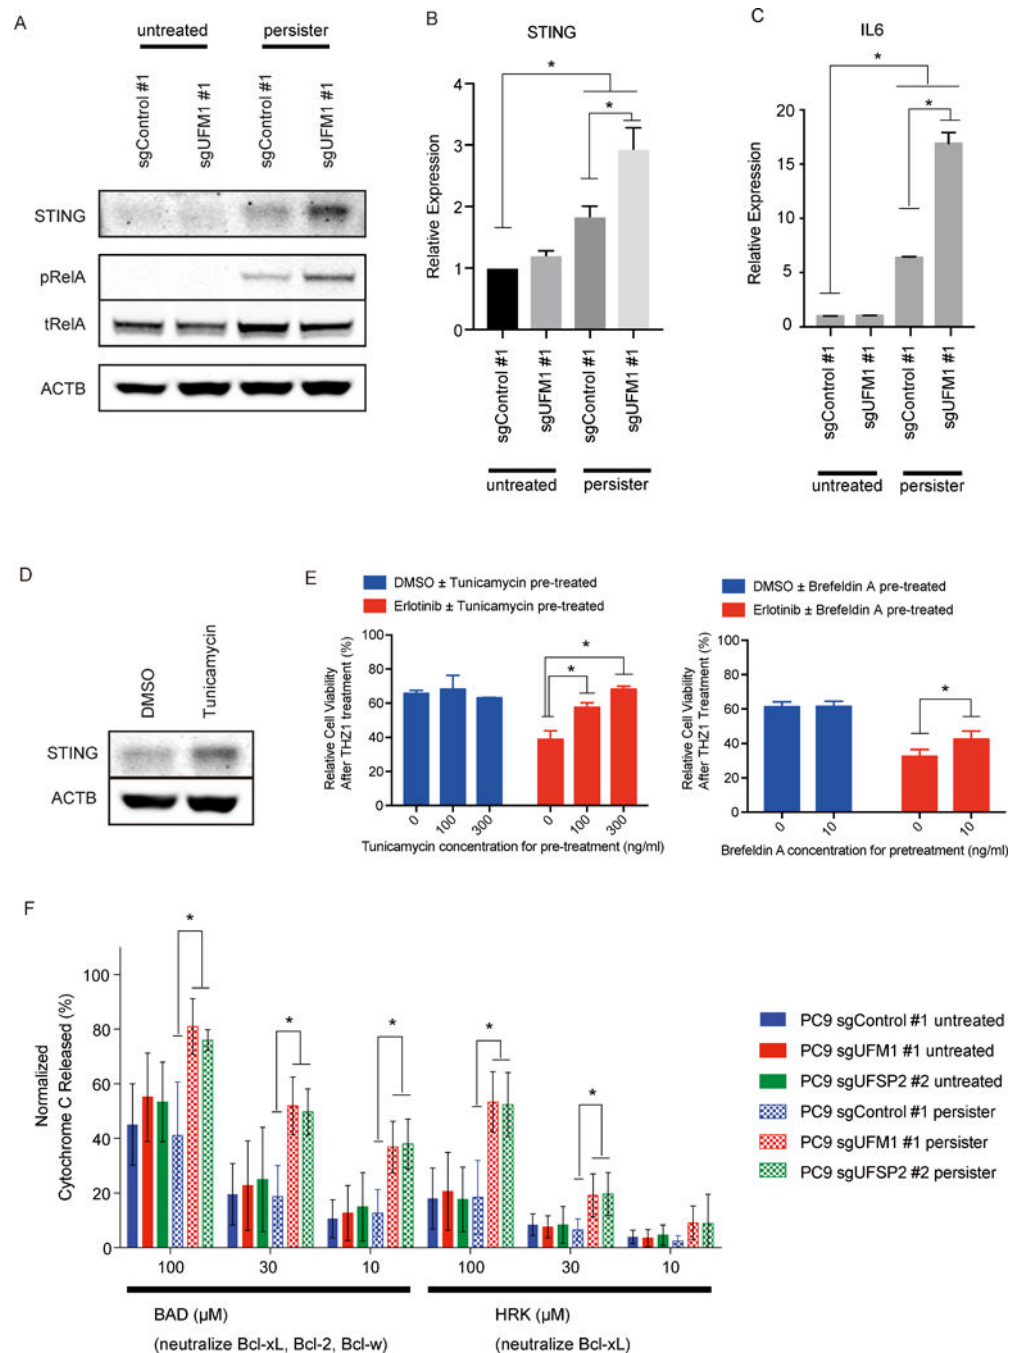 A
untreated
persister
sgControl #1
sgUFM1 #1
sgControl #1
sgUFM1 #1
STING
pRelA
tRelA
ACTB
B
STING
Relative Expression
4
3
2
1
0
*
*
sgControl #1
sgUFM1 #1
sgControl #1
sgUFM1 #1
untreated
persister
C
IL6
Relative Expression
20
15
10
5
0
*
*
sgControl #1
sgUFM1 #1
sgControl #1
sgUFM1 #1
untreated
persister
D
DMSO
Tunicamycin
STING
ACTB
E
DMSO ± Tunicamycin pre-treated
Erlotinib ± Tunicamycin pre-treated
Relative Cell Viability
After THZ1 treatment (%)
100
80
60
40
20
0
*
*
0
100
300
0
100
300
Tunicamycin concentration for pre-treatment (ng/ml)
DMSO ± Brefeldin A pre-treated
Erlotinib ± Brefeldin A pre-treated
Relative Cell Viability
After THZ1 Treatment (%)
100
80
60
40
20
0
*
0
10
0
10
Brefeldin A concentration for pretreatment (ng/ml)
F
Normalized
Cytochrome C Released (%)
100
80
60
40
20
0
*
*
*
*
*
100
30
10
100
30
10
BAD (µM)
(neutralize Bcl-xL, Bcl-2, Bcl-w)
HRK (µM)
(neutralize Bcl-xL)
PC9 sgControl #1 untreated
PC9 sgUFM1 #1 untreated
PC9 sgUFSP2 #2 untreated
PC9 sgControl #1 persister
PC9 sgUFM1 #1 persister
PC9 sgUFSP2 #2 persister